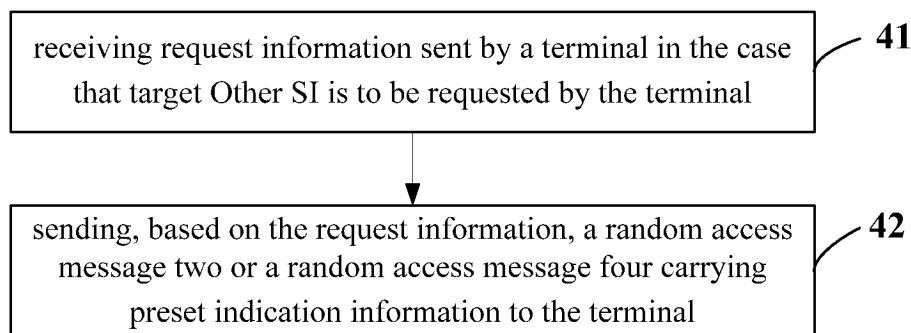 receiving request information sent by a terminal in the case
that target Other SI is to be requested by the terminal
41
sending, based on the request information, a random access
message two or a random access message four carrying
preset indication information to the terminal
42